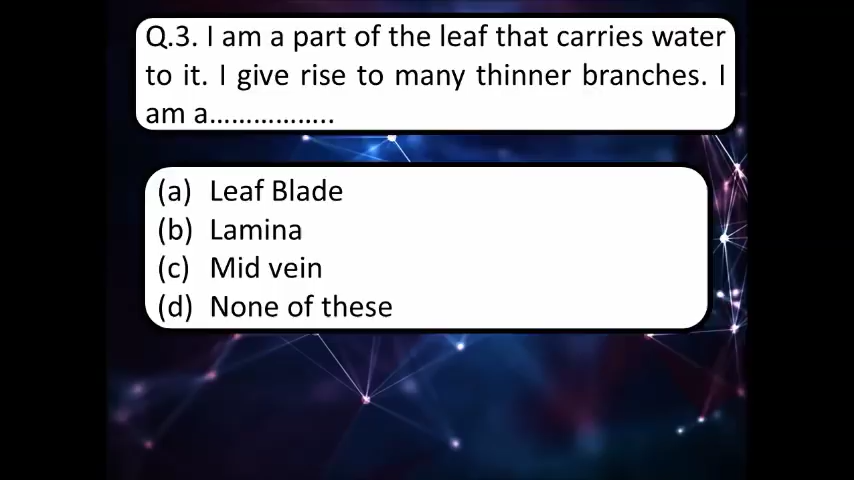 Q.3. I am a part of the leaf that carries water
to it. I give rise to many thinner branches. I
am a……………..
(a) Leaf Blade
(b) Lamina
(c) Mid vein
(d) None of these